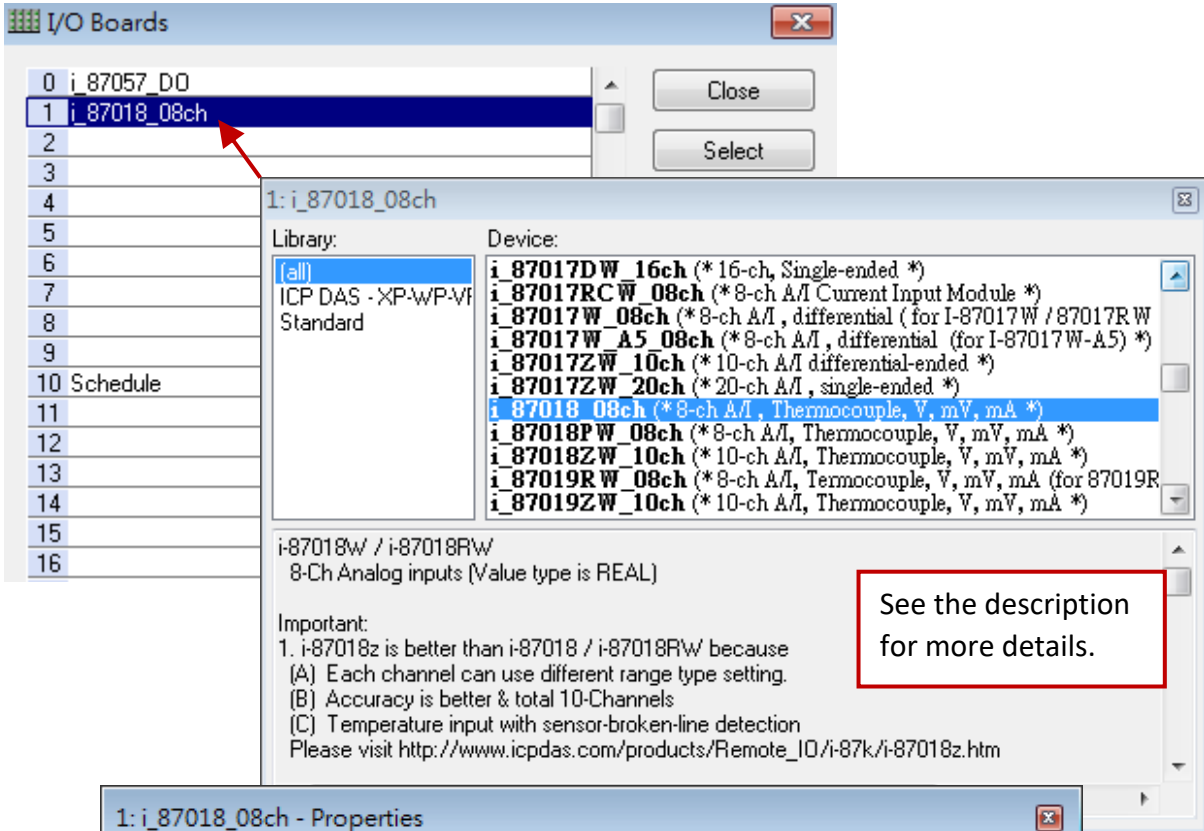 I/O Boards
0 i_87057_DO
1 i_87018_08ch
2
3
4
5
6
7
8
9
10 Schedule
11
12
13
14
15
16
Close
Select
1: i_87018_08ch
Library:
(all)
ICP DAS - XP-WP-VF
Standard
Device:
i_87017DW_16ch (* 16-ch, Single-ended *)
i_87017RCW_08ch (* 8-ch A/I Current Input Module *)
i_87017W_08ch (* 8-ch A/I , differential ( for I-87017W / 87017RW
i_87017W_A5_08ch (* 8-ch A/I , differential (for I-87017W-A5) *)
i_87017ZW_10ch (* 10-ch A/I differential-ended *)
i_87017ZW_20ch (* 20-ch A/I , single-ended *)
i_87018_08ch (* 8-ch A/I , Thermocouple, V, mV, mA *)
i_87018PW_08ch (* 8-ch A/I, Thermocouple, V, mV, mA *)
i_87018ZW_10ch (* 10-ch A/I, Thermocouple, V, mV, mA *)
i_87019RW_08ch (* 8-ch A/I, Termocouple, V, mV, mA (for 87019R
i_87019ZW_10ch (* 10-ch A/I, Thermocouple, V, mV, mA *)
i-87018W / i-87018RW
8-Ch Analog inputs (Value type is REAL)
Important:
1. i-87018z is better than i-87018 / i-87018RW because
(A) Each channel can use different range type setting.
(B) Accuracy is better & total 10-Channels
(C) Temperature input with sensor-broken-line detection
Please visit http://www.icpdas.com/products/Remote_IO/i-87k/i-87018z.htm
See the description
for more details.
1: i_87018_08ch - Properties